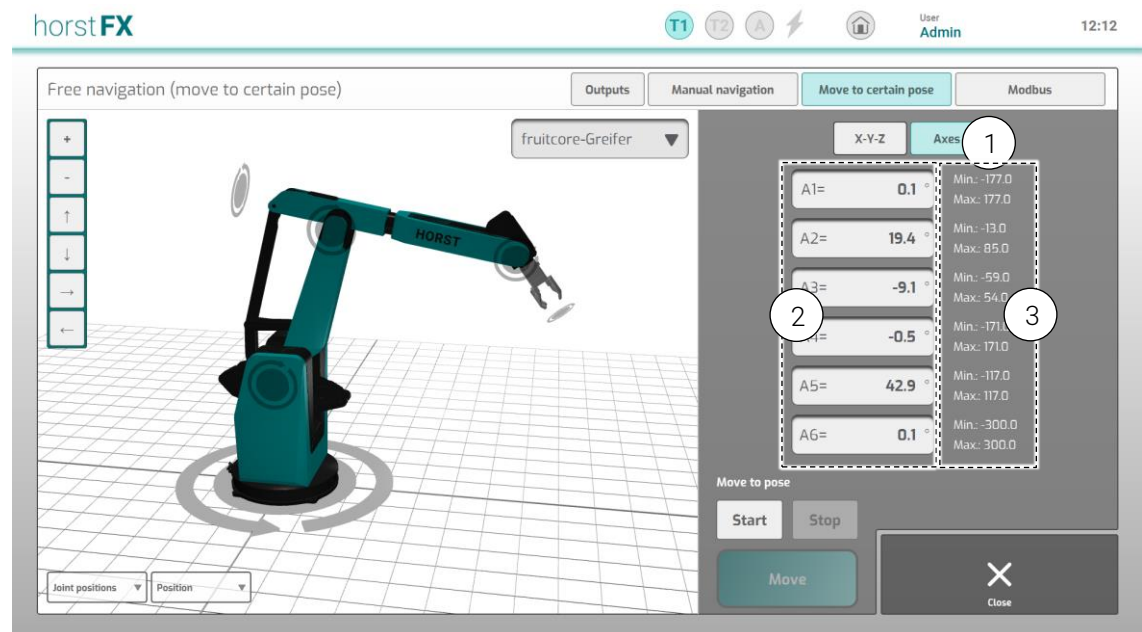 horstFX
T1 T2 A
User
Admin
12:12
Free navigation (move to certain pose)
Outputs
Manual navigation
Move to certain pose
Modbus
+
-
↑
↓
→
←
fruitcore-Greifer
X-Y-Z
Axes
1
A1= 0.1 °
Min.: -177.0
Max.: 177.0
A2= 19.4 °
Min.: -13.0
Max.: 85.0
A3= -9.1 °
Min.: -59.0
Max.: 54.0
2
3
A4= -0.5 °
Min.: -171.0
Max.: 171.0
A5= 42.9 °
Min.: -117.0
Max.: 117.0
A6= 0.1 °
Min.: -300.0
Max.: 300.0
HORST
Move to pose
Start
Stop
Move
Close
Joint positions
Position